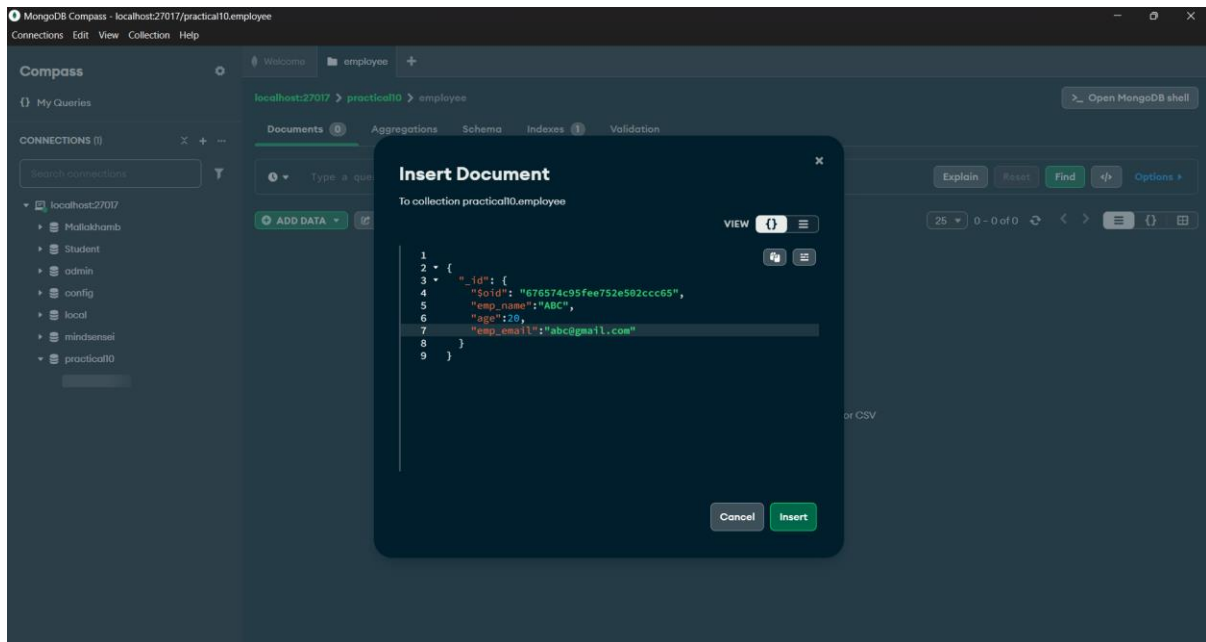 MongoDB Compass - localhost:27017/practical10.employee
Connections Edit View Collection Help
Compass
{} My Queries
CONNECTIONS (1)
Search connections
localhost:27017
Mallakhamb
Student
admin
config
local
mindsensei
practical10
Welcome
employee
localhost:27017 > practical10 > employee
>_ Open MongoDB shell
Documents 0 Aggregations Schema Indexes 1 Validation
Type a que
Explain Reset Find </> Options
ADD DATA
25 0 - 0 of 0
or CSV
Insert Document
To collection practical10.employee
VIEW {}
1
2 {
3 "_id": {
4 "$oid": "676574c95fee752e502ccc65",
5 "emp_name":"ABC",
6 "age":20,
7 "emp_email":"abc@gmail.com"
8 }
9 }
Cancel Insert